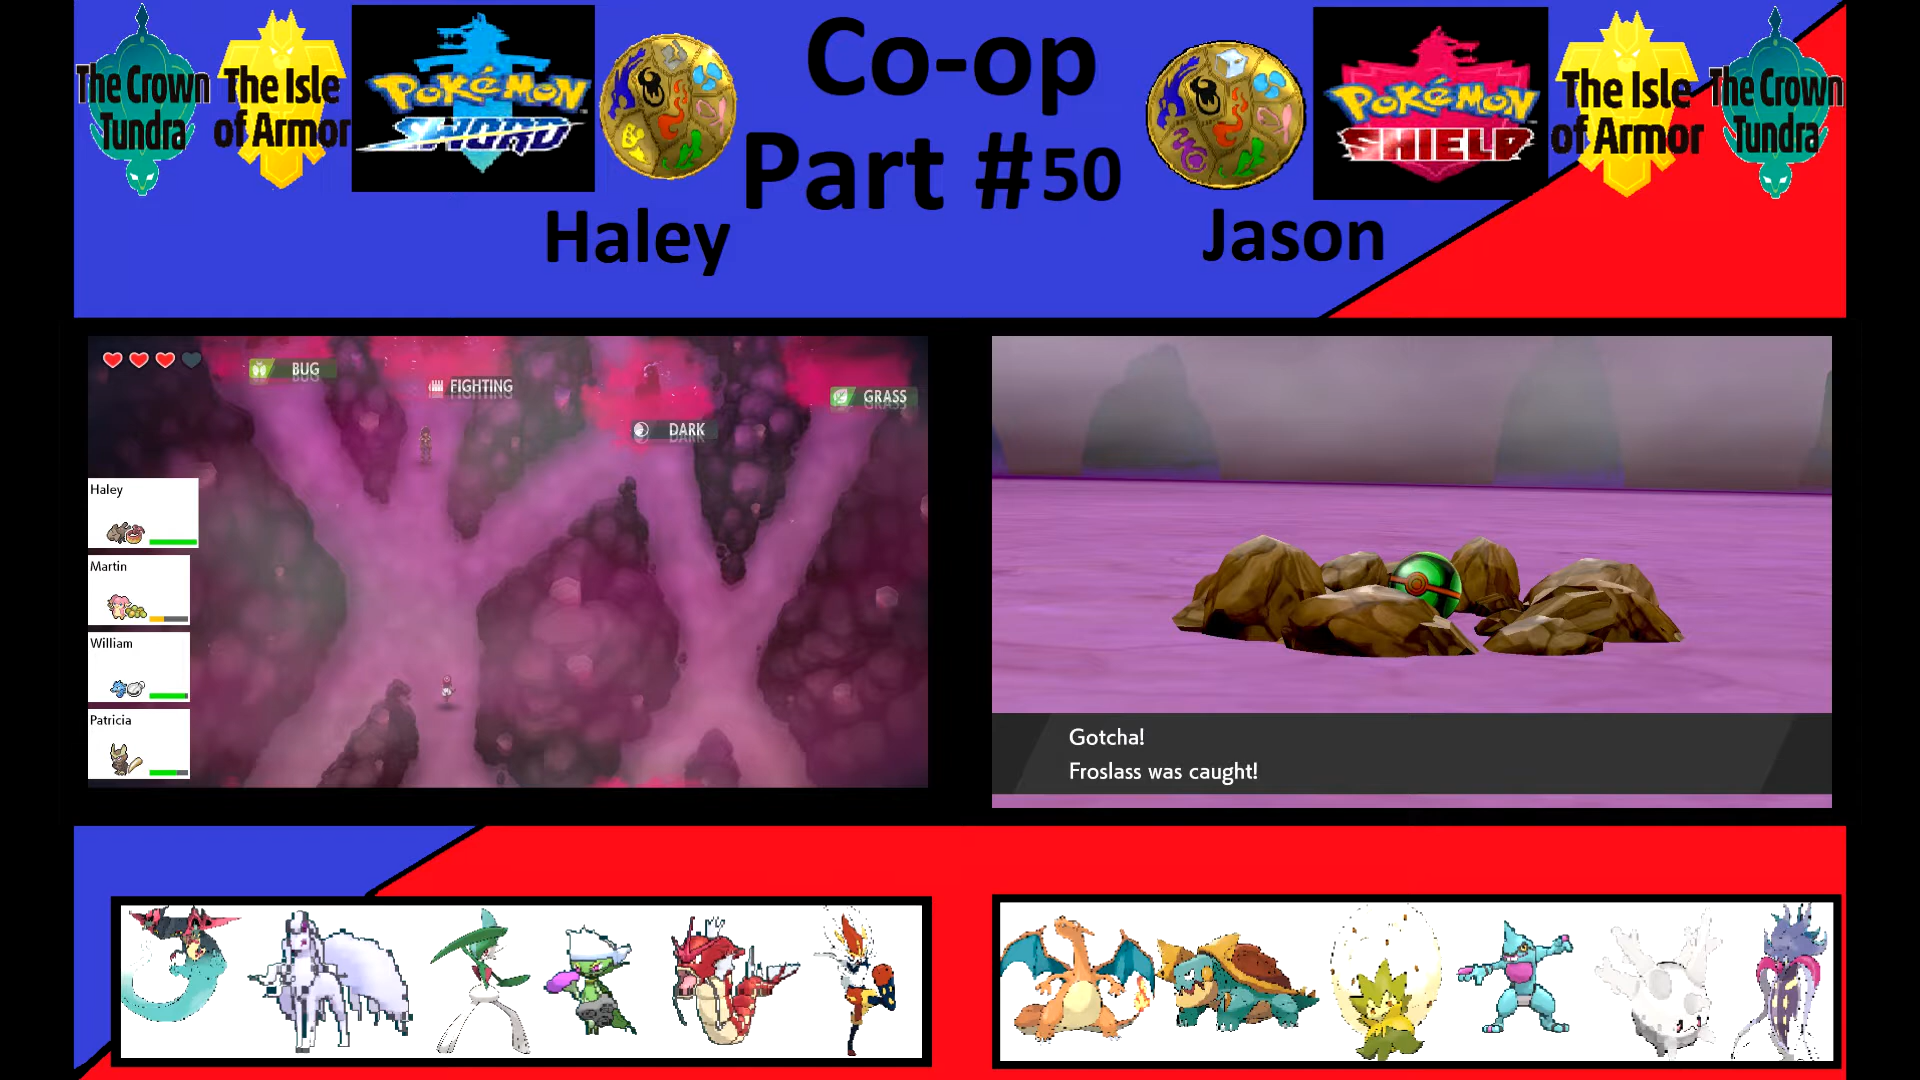 The Crown
Tundra
The Isle
of Armor
POKÉMON
SWORD
Co-op
Part #50
POKÉMON
SHIELD
The Isle
of Armor
The Crown
Tundra
Haley
Jason
BUG
FIGHTING
GRASS
DARK
Haley
Martin
William
Patricia
Gotcha!
Froslass was caught!